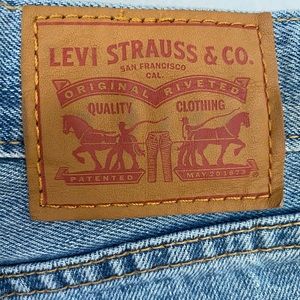 LEVI STRAUSS & CO.
SAN FRANCISCO
CAL.
ORIGINAL RIVETED
QUALITY CLOTHING
PATENTED MAY 20 1873